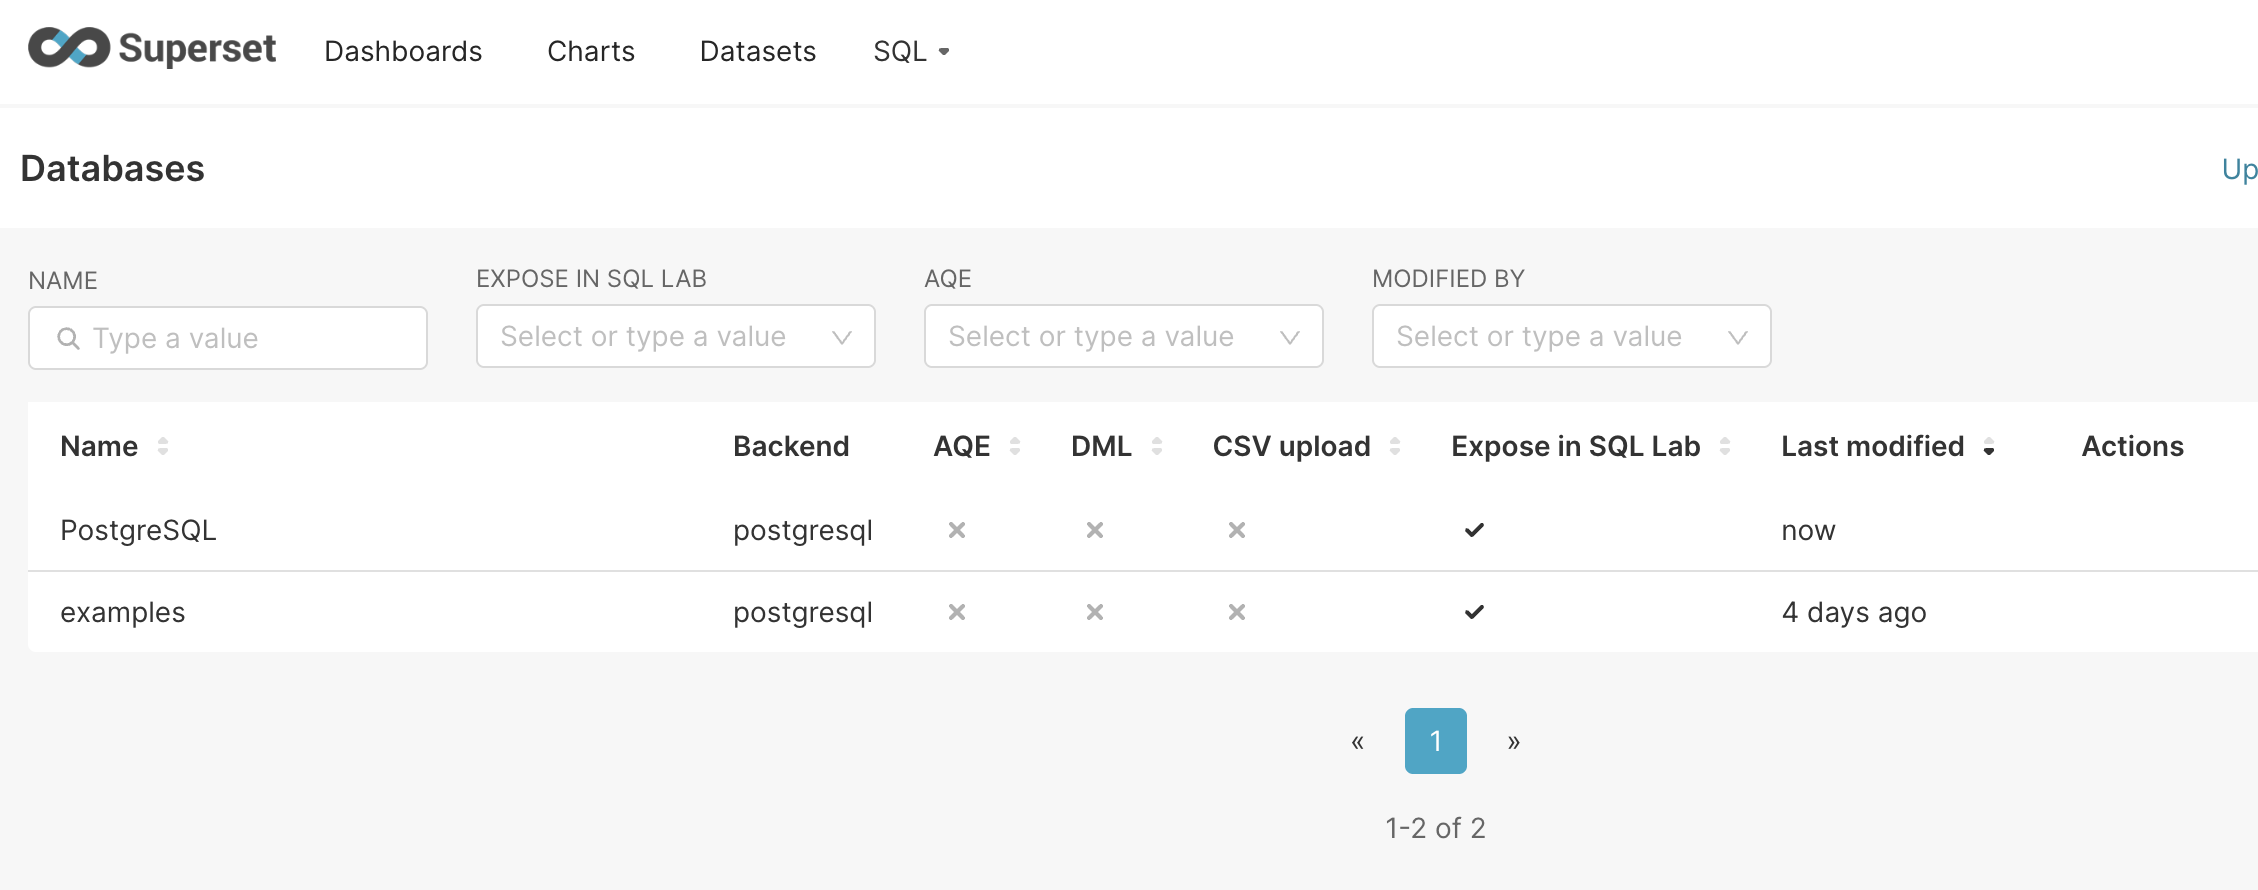 Superset Dashboards Charts Datasets SQL
Databases Up
NAME EXPOSE IN SQL LAB AQE MODIFIED BY
Type a value Select or type a value Select or type a value Select or type a value
Name Backend AQE DML CSV upload Expose in SQL Lab Last modified Actions
PostgreSQL postgresql now
examples postgresql 4 days ago
« 1 »
1-2 of 2